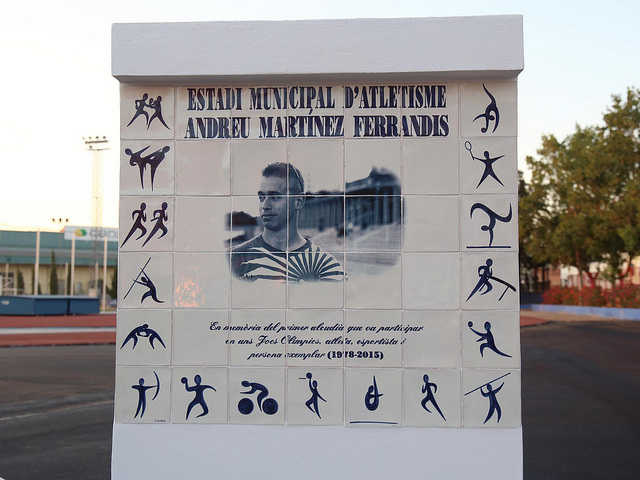 ESTADI MUNICIPAL D'ATLETISME
ANDREU MARTÍNEZ FERRANDIS
En memòria del primer alcudià que va participar
en uns Jocs Olímpics, atleta, esportista i
persona exemplar (1978-2015)